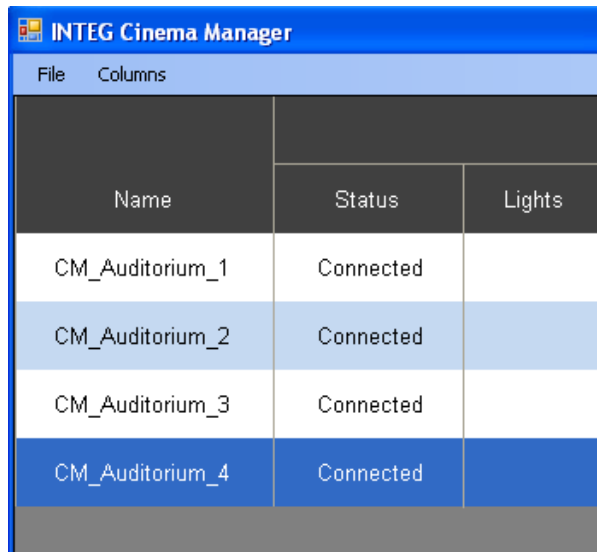 INTEG Cinema Manager
File Columns
Name Status Lights
CM_Auditorium_1 Connected
CM_Auditorium_2 Connected
CM_Auditorium_3 Connected
CM_Auditorium_4 Connected